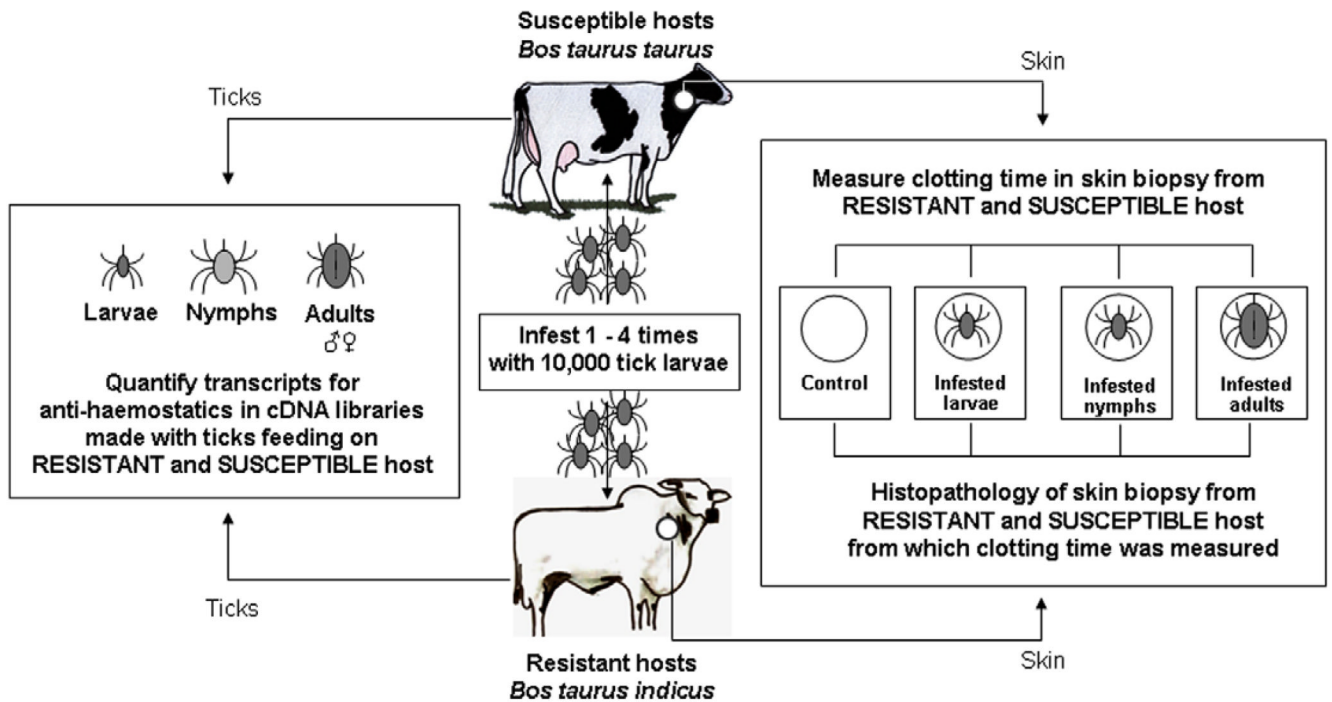 Susceptible hosts
Bos taurus taurus
Ticks
Skin
Larvae
Nymphs
Adults
♂♀
Quantify transcripts for
anti-haemostatics in cDNA libraries
made with ticks feeding on
RESISTANT and SUSCEPTIBLE host
Infest 1 - 4 times
with 10,000 tick larvae
Measure clotting time in skin biopsy from
RESISTANT and SUSCEPTIBLE host
Control
Infested
larvae
Infested
nymphs
Infested
adults
Histopathology of skin biopsy from
RESISTANT and SUSCEPTIBLE host
from which clotting time was measured
Ticks
Skin
Resistant hosts
Bos taurus indicus